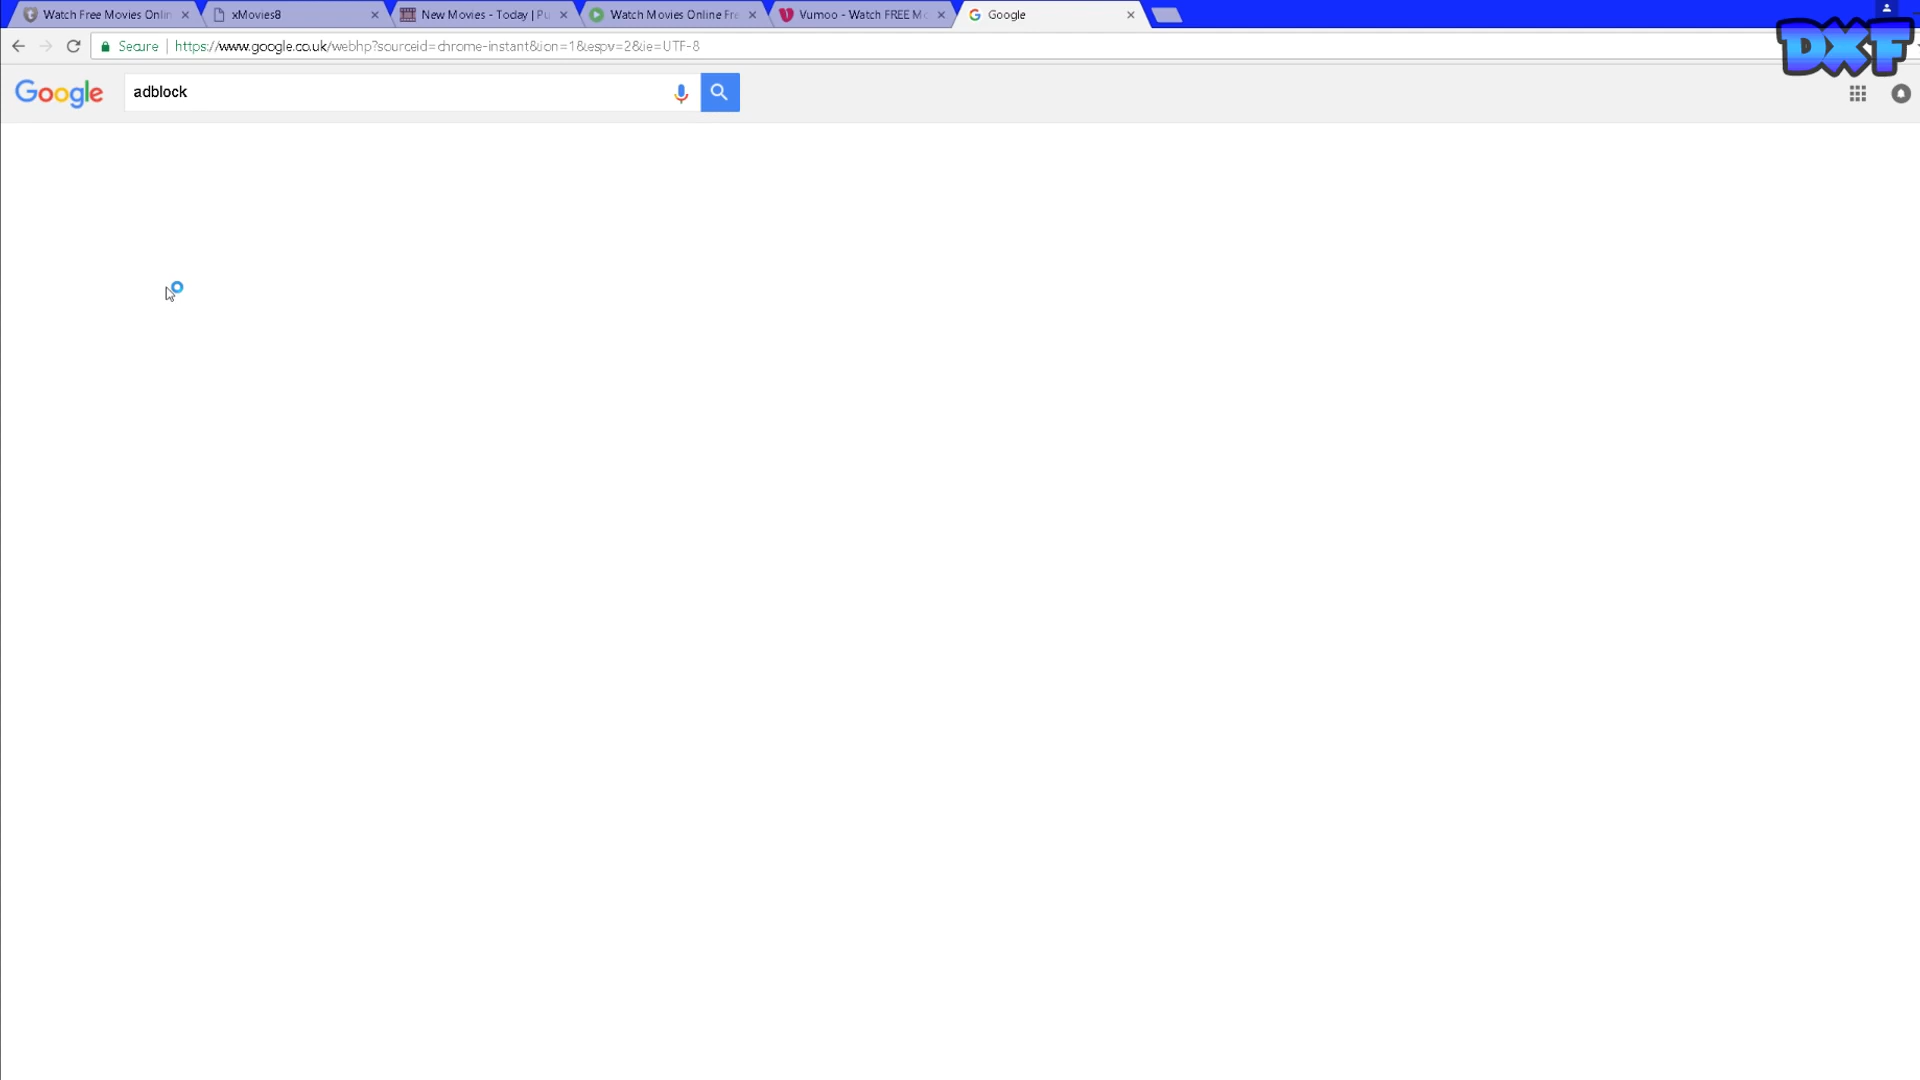 Watch Free Movies Onlin
xMovies8
New Movies - Today | Pu
Watch Movies Online Fre
Vumoo - Watch FREE Mo
Google
Secure
https://www.google.co.uk/webhp?sourceid=chrome-instant&ion=1&espv=2&ie=UTF-8
DXF
Google
adblock